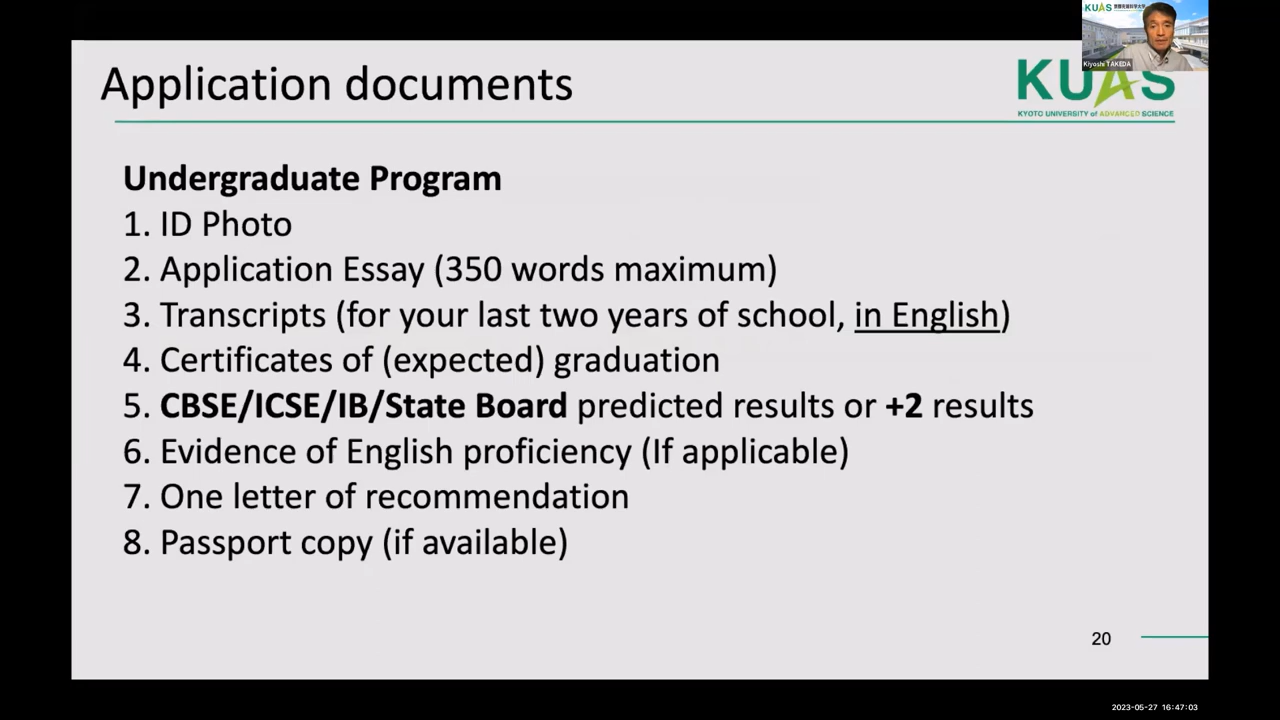 Application documents
KUAS
Kiyoshi TAKEDA
KUAS
KYOTO UNIVERSITY of ADVANCED SCIENCE
Undergraduate Program
1. ID Photo
2. Application Essay (350 words maximum)
3. Transcripts (for your last two years of school, in English)
4. Certificates of (expected) graduation
5. CBSE/ICSE/IB/State Board predicted results or +2 results
6. Evidence of English proficiency (If applicable)
7. One letter of recommendation
8. Passport copy (if available)
20
2023-05-27 16:47:03